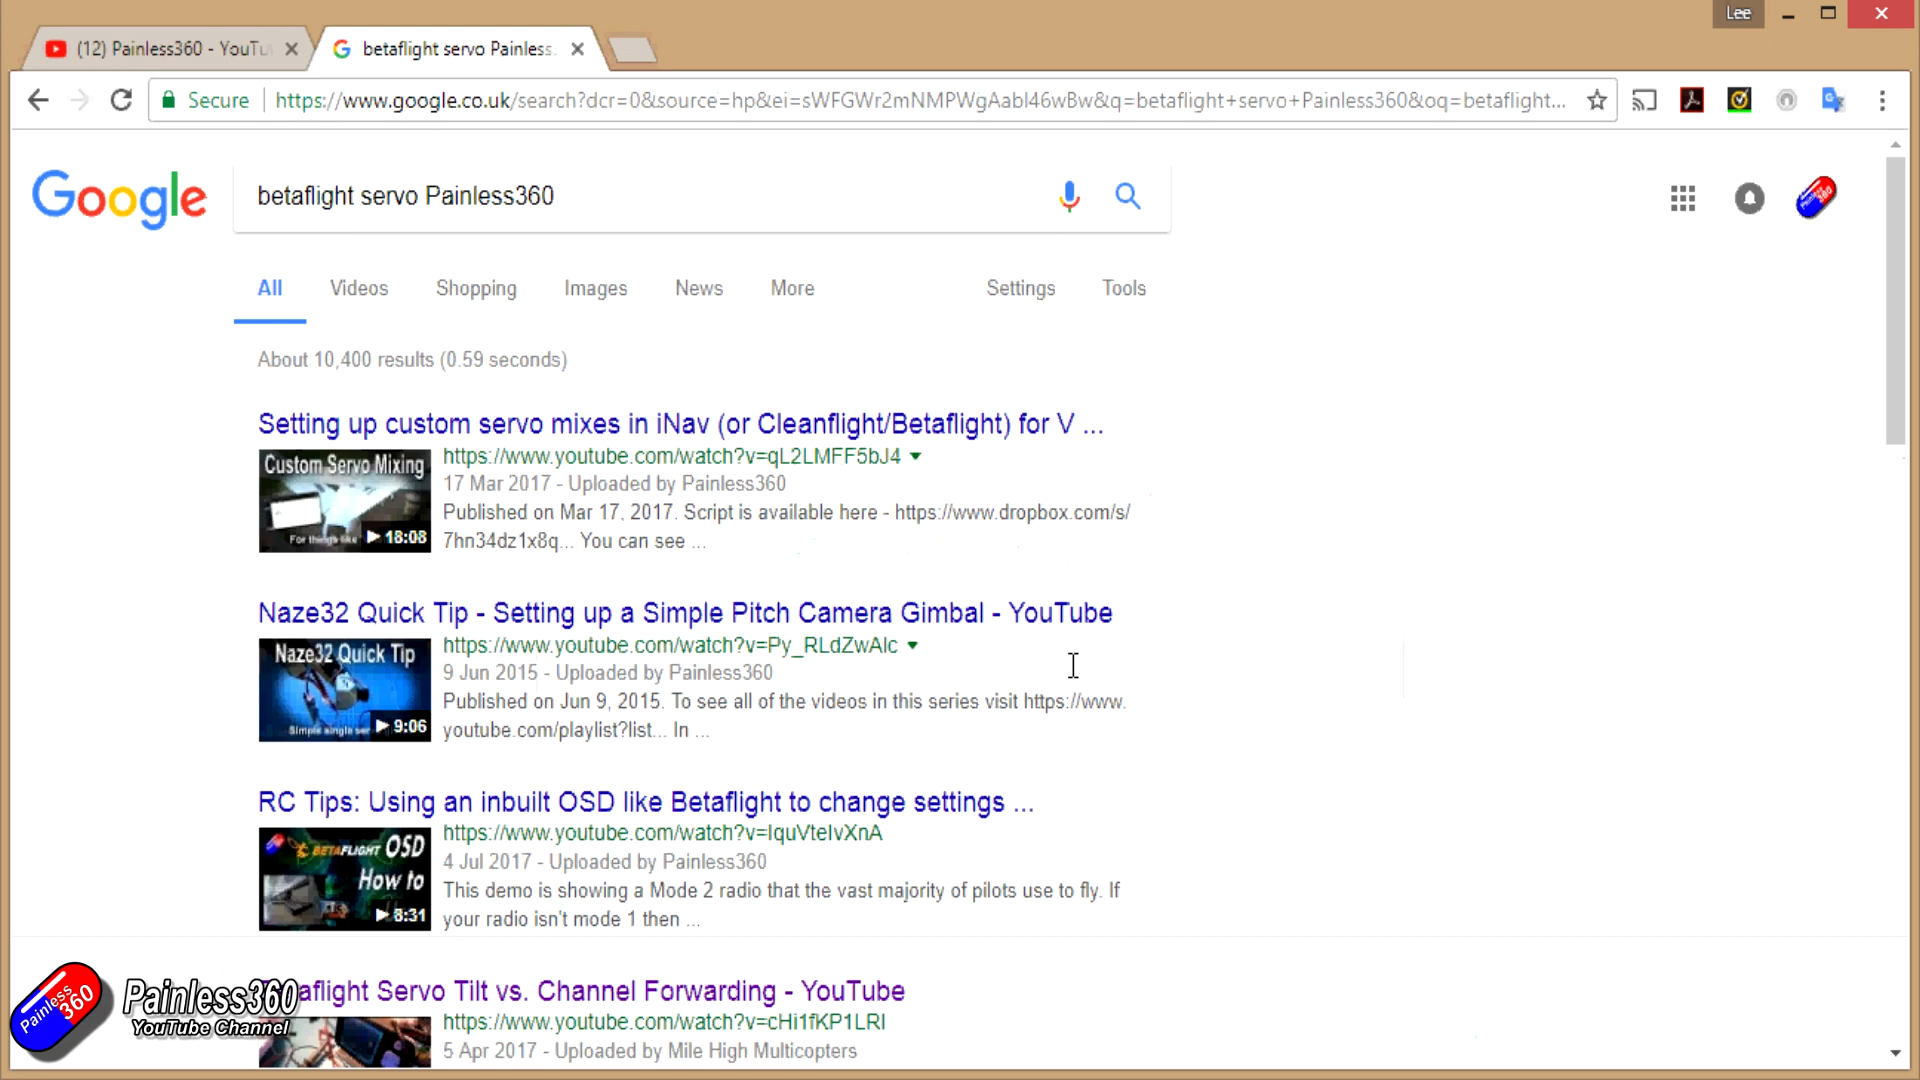 Lee
(12) Painless360 - YouTu
betaflight servo Painless
Secure
https://www.google.co.uk/search?dcr=0&source=hp&ei=sWFGWr2mNMPWgAabl46wBw&q=betaflight+servo+Painless360&oq=betaflight...
Google
betaflight servo Painless360
All Videos Shopping Images News More Settings Tools
About 10,400 results (0.59 seconds)
Setting up custom servo mixes in iNav (or Cleanflight/Betaflight) for V ...
Custom Servo Mixing
For things like
18:08
https://www.youtube.com/watch?v=qL2LMFF5bJ4
17 Mar 2017 - Uploaded by Painless360
Published on Mar 17, 2017. Script is available here - https://www.dropbox.com/s/
7hn34dz1x8q... You can see ...
Naze32 Quick Tip - Setting up a Simple Pitch Camera Gimbal - YouTube
Naze32 Quick Tip
Simple single ser
9:06
https://www.youtube.com/watch?v=Py_RLdZwAlc
9 Jun 2015 - Uploaded by Painless360
Published on Jun 9, 2015. To see all of the videos in this series visit https://www.
youtube.com/playlist?list... In ...
RC Tips: Using an inbuilt OSD like Betaflight to change settings ...
BETAFLIGHT OSD
How to
8:31
https://www.youtube.com/watch?v=IquVteIvXnA
4 Jul 2017 - Uploaded by Painless360
This demo is showing a Mode 2 radio that the vast majority of pilots use to fly. If
your radio isn't mode 1 then ...
aflight Servo Tilt vs. Channel Forwarding - YouTube
https://www.youtube.com/watch?v=cHi1fKP1LRI
5 Apr 2017 - Uploaded by Mile High Multicopters
Painless 360
Painless360
YouTube Channel